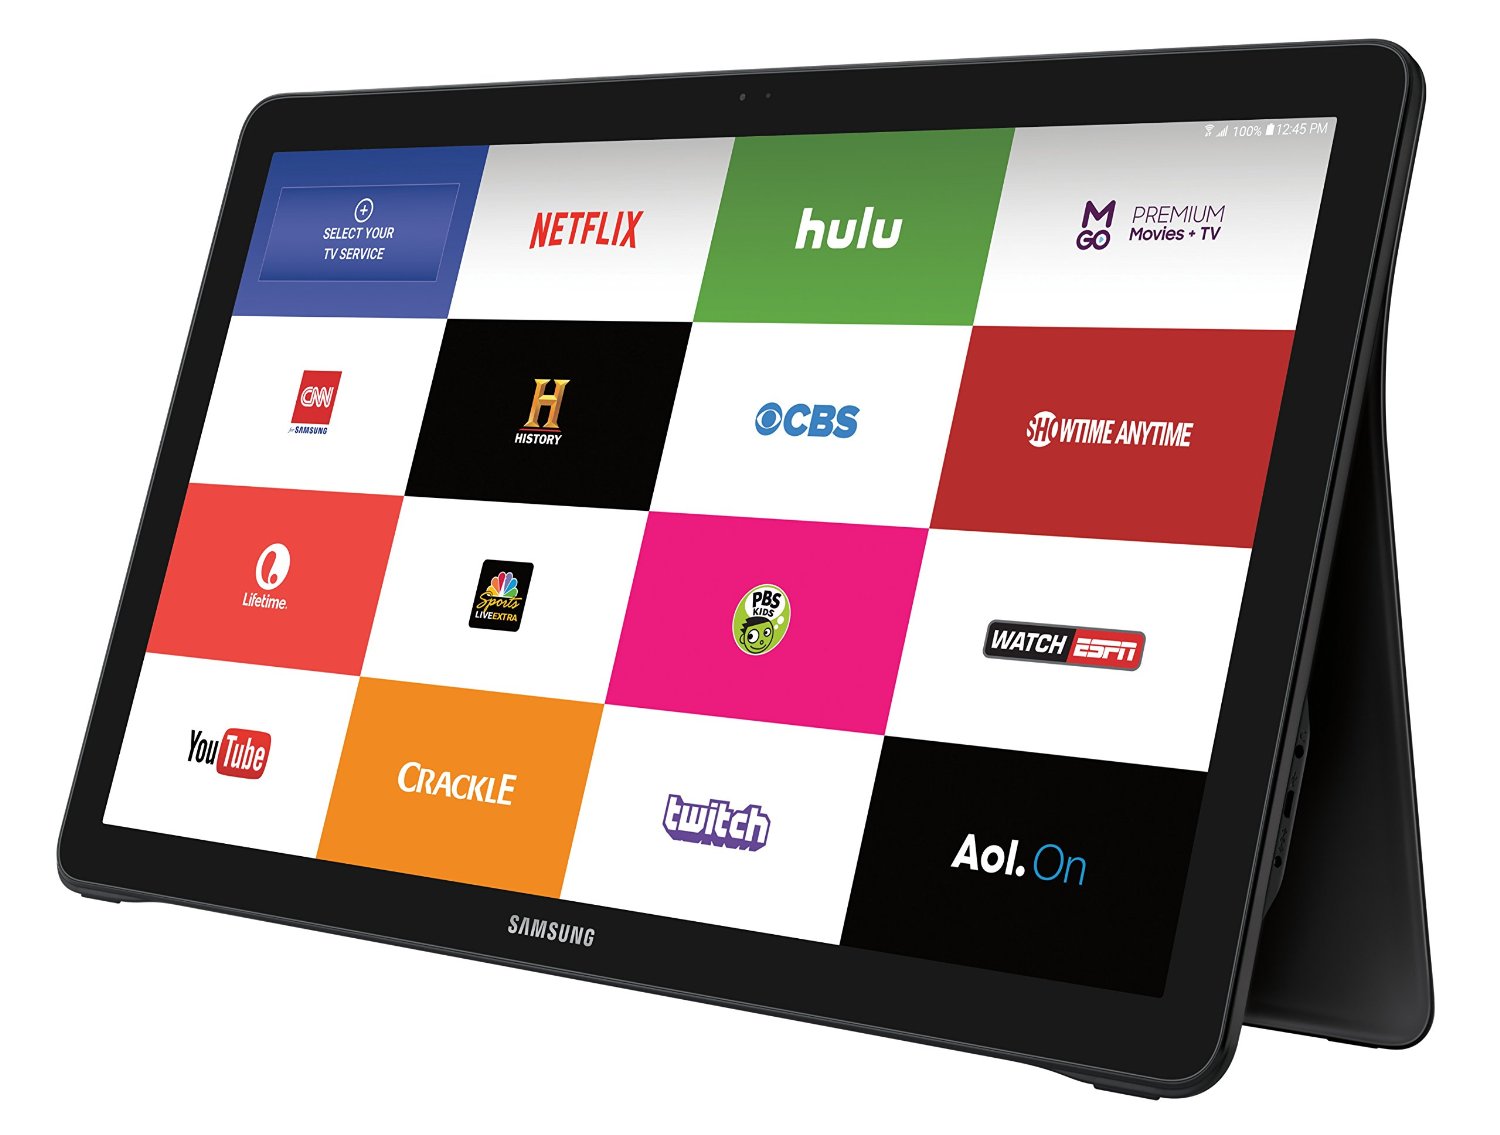 100% 12:45 PM
SELECT YOUR
TV SERVICE
NETFLIX
hulu
M
GO
PREMIUM
Movies + TV
CNN
for SAMSUNG
H
HISTORY
CBS
SHOWTIME ANYTIME
Lifetime
Sports
LIVE EXTRA
PBS
KIDS
WATCH ESPN
YouTube
CRACKLE
twitch
Aol. On
SAMSUNG